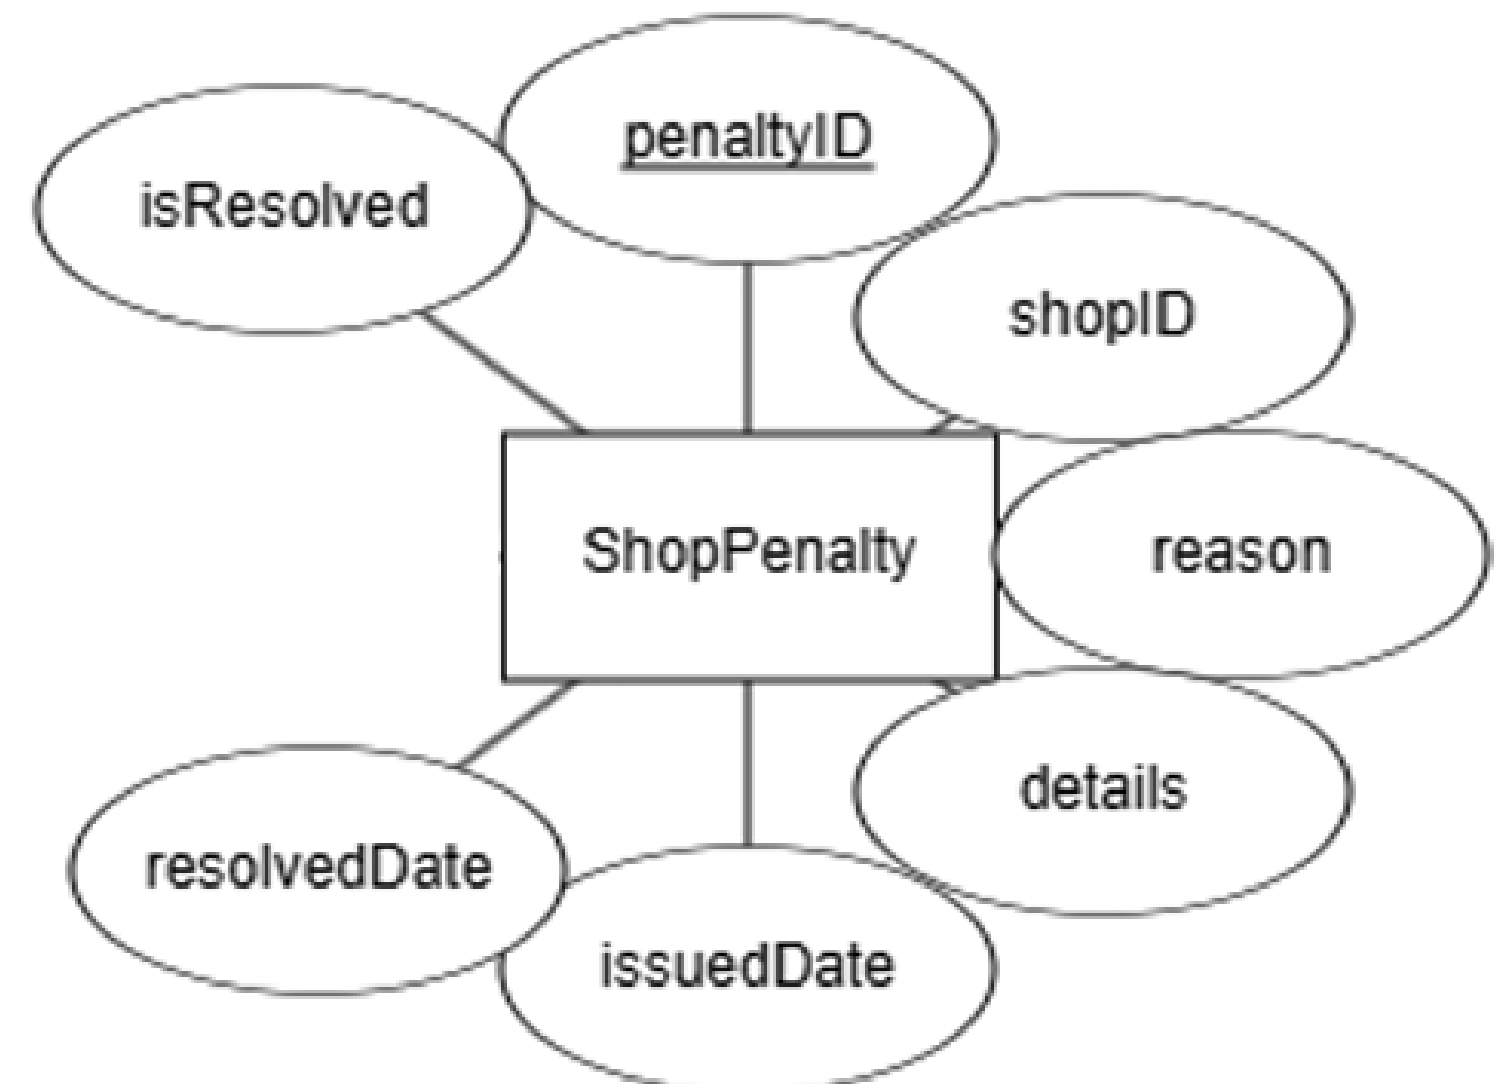 penaltyID
isResolved
shopID
ShopPenalty
reason
details
resolvedDate
issuedDate